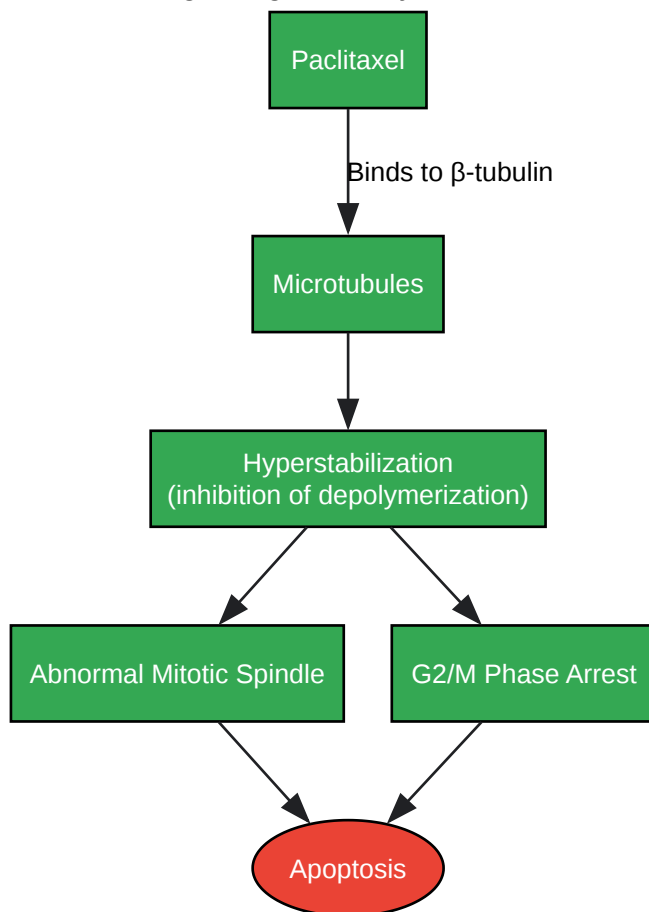 Paclitaxel
Binds to β-tubulin
Microtubules
Hyperstabilization
(inhibition of depolymerization)
Abnormal Mitotic Spindle
G2/M Phase Arrest
Apoptosis